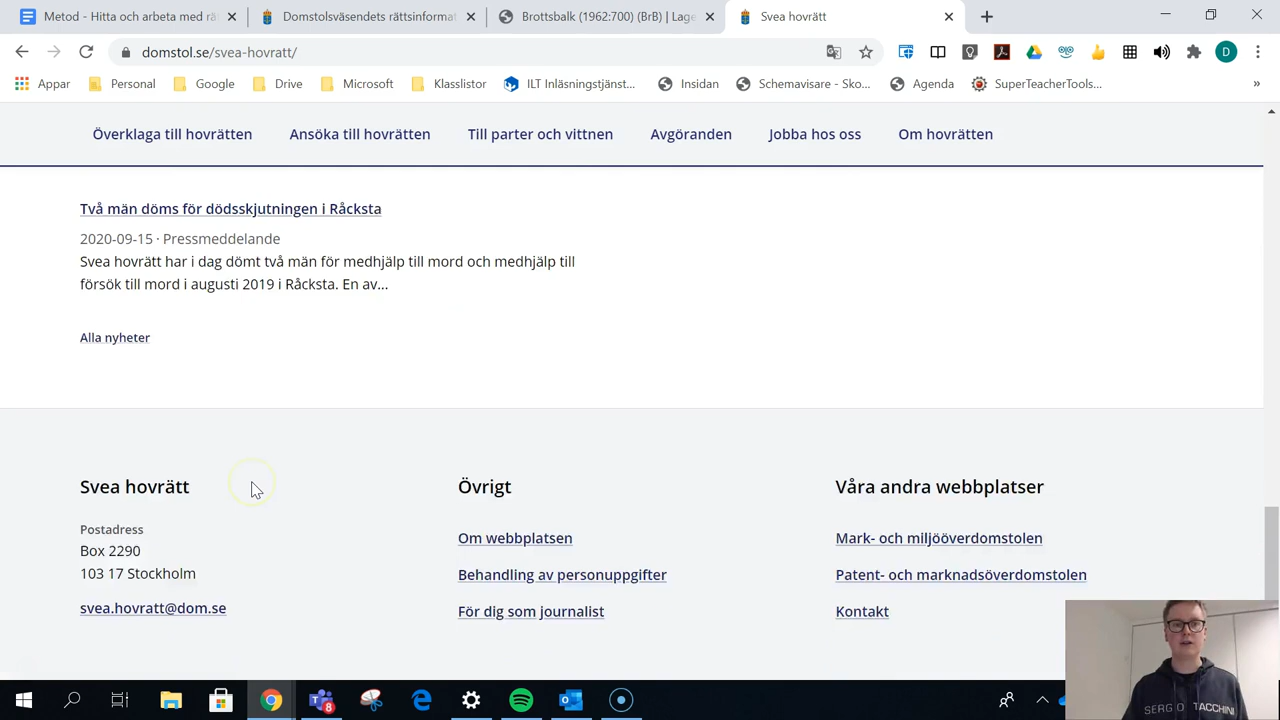 Metod - Hitta och arbeta med rä
Domstolsväsendets rättsinformat
Brottsbalk (1962:700) (BrB) | Lage
Svea hovrätt
domstol.se/svea-hovratt/
D
Appar
Personal
Google
Drive
Microsoft
Klasslistor
ILT Inläsningstjänst...
Insidan
Schemavisare - Sko...
Agenda
SuperTeacherTools...
»
Överklaga till hovrätten
Ansöka till hovrätten
Till parter och vittnen
Avgöranden
Jobba hos oss
Om hovrätten
Två män döms för dödsskjutningen i Råcksta
2020-09-15 · Pressmeddelande
Svea hovrätt har i dag dömt två män för medhjälp till mord och medhjälp till
försök till mord i augusti 2019 i Råcksta. En av...
Alla nyheter
Svea hovrätt
Postadress
Box 2290
103 17 Stockholm
svea.hovratt@dom.se
Övrigt
Om webbplatsen
Behandling av personuppgifter
För dig som journalist
Våra andra webbplatser
Mark- och miljööverdomstolen
Patent- och marknadsöverdomstolen
Kontakt
8
SERGIO TACCHINI